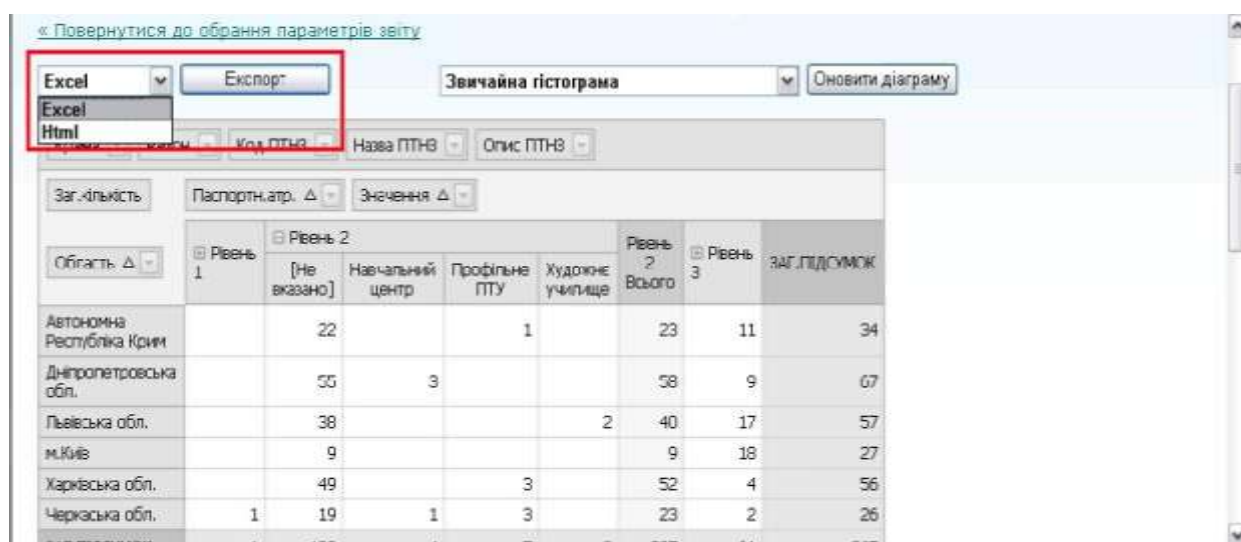 « Повернутися до обрання параметрів звіту
Excel Експорт Звичайна гістограма Оновити діаграму
Excel
Html
Код ПТНЗ Назва ПТНЗ Опис ПТНЗ
Заг.кількість Паспортн.атр. Δ Значення Δ
Область Δ Рівень 1 Рівень 2 Рівень 2 Всього Рівень 3 ЗАГ.ПІДСУМОК
[Не вказано] Навчальний центр Профільне ПТУ Художнє училище
Автономна Республіка Крим 22 1 23 11 34
Дніпропетровська обл. 55 3 58 9 67
Львівська обл. 38 2 40 17 57
м.Київ 9 9 18 27
Харківська обл. 49 3 52 4 56
Черкаська обл. 1 19 1 3 23 2 26